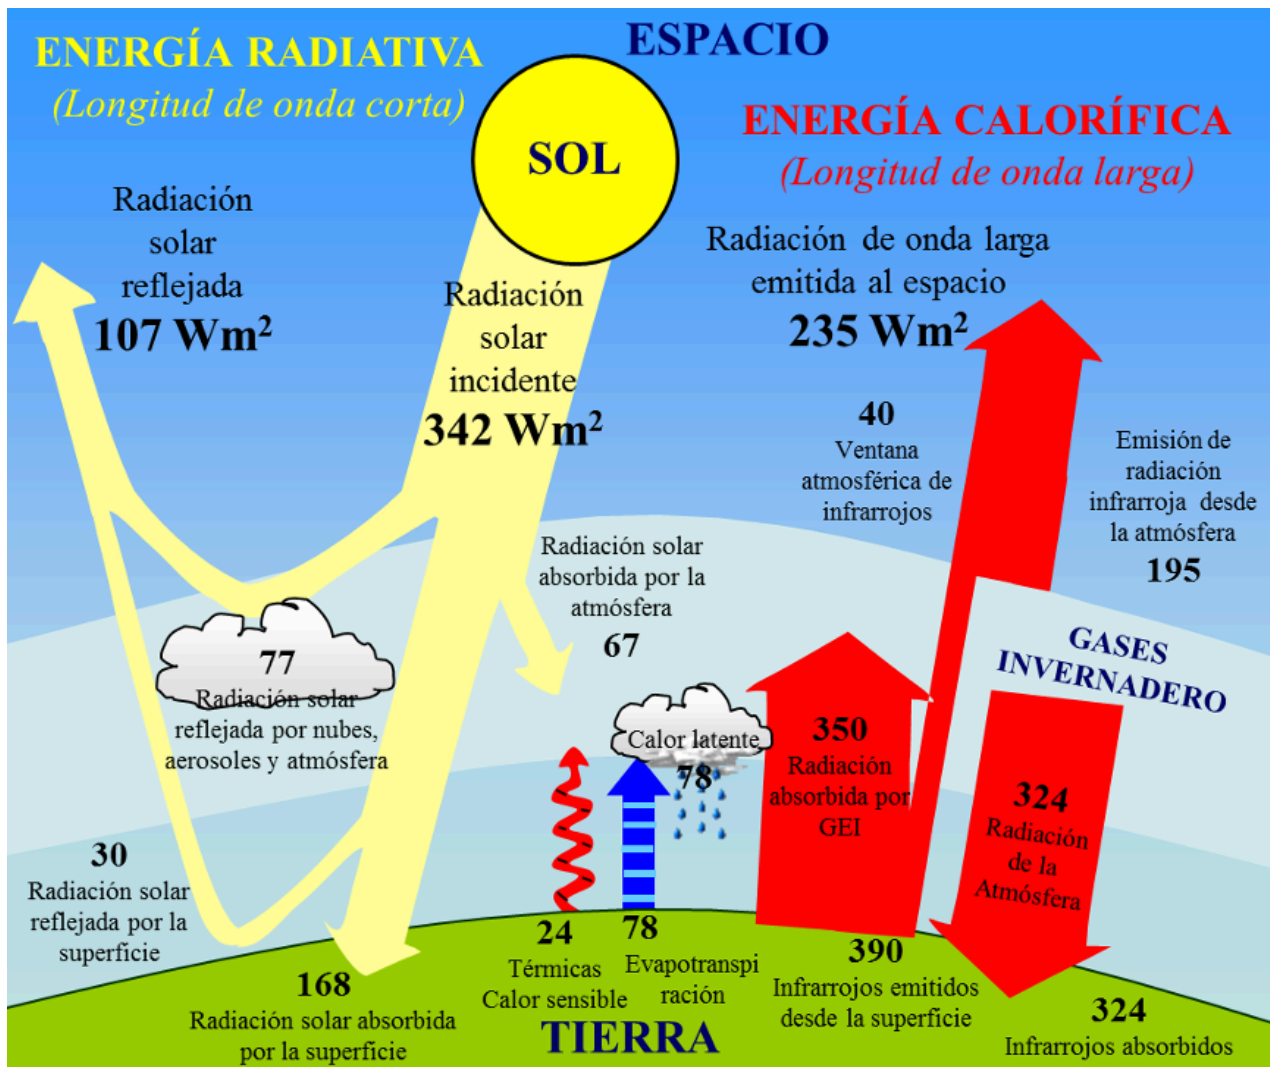 ESPACIO
ENERGÍA RADIATIVA
(Longitud de onda corta)
SOL
ENERGÍA CALORÍFICA
(Longitud de onda larga)
Radiación
solar
reflejada
107 Wm²
Radiación
solar
incidente
342 Wm²
Radiación de onda larga
emitida al espacio
235 Wm²
40
Ventana
atmosférica de
infrarrojos
Emisión de
radiación
infrarroja desde
la atmósfera
195
Radiación solar
absorbida por la
atmósfera
67
77
Radiación solar
reflejada por nubes,
aerosoles y atmósfera
GASES
INVERNADERO
Calor latente
78
350
Radiación
absorbida por
GEI
324
Radiación
de la
Atmósfera
30
Radiación solar
reflejada por la
superficie
168
Radiación solar absorbida
por la superficie
24
Térmicas
Calor sensible
78
Evapotranspi
ración
390
Infrarrojos emitidos
desde la superficie
324
Infrarrojos absorbidos
TIERRA